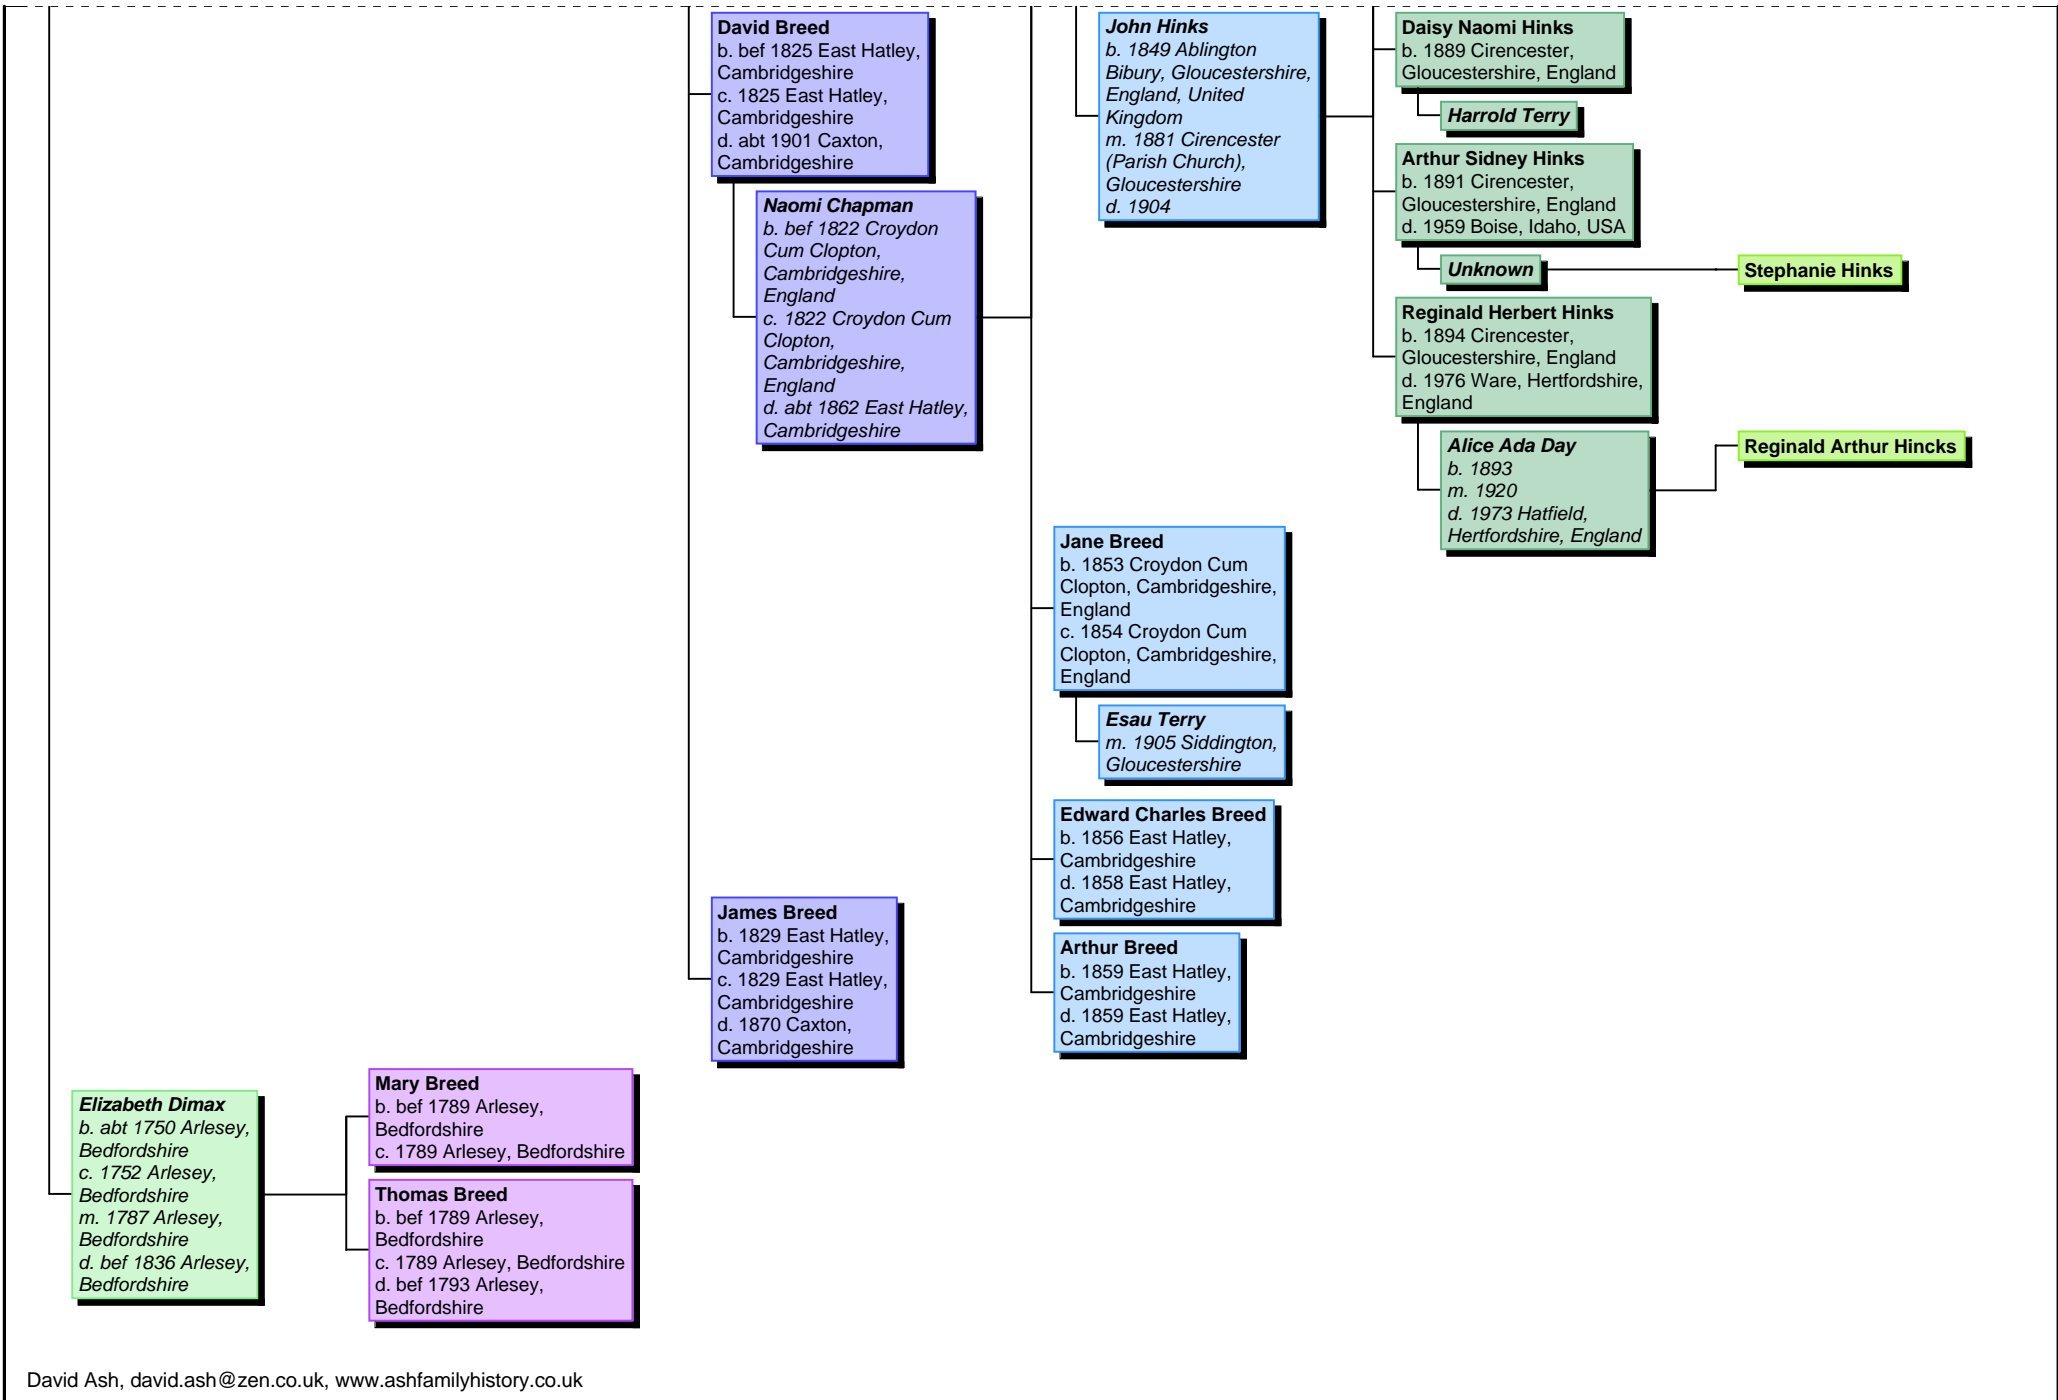 David Breed
b. bef 1825 East Hatley,
Cambridgeshire
c. 1825 East Hatley,
Cambridgeshire
d. abt 1901 Caxton,
Cambridgeshire
Naomi Chapman
b. bef 1822 Croydon
Cum Clopton,
Cambridgeshire,
England
c. 1822 Croydon Cum
Clopton,
Cambridgeshire,
England
d. abt 1862 East Hatley,
Cambridgeshire
John Hinks
b. 1849 Ablington
Bibury, Gloucestershire,
England, United
Kingdom
m. 1881 Cirencester
(Parish Church),
Gloucestershire
d. 1904
Daisy Naomi Hinks
b. 1889 Cirencester,
Gloucestershire, England
Harrold Terry
Arthur Sidney Hinks
b. 1891 Cirencester,
Gloucestershire, England
d. 1959 Boise, Idaho, USA
Unknown
Stephanie Hinks
Reginald Herbert Hinks
b. 1894 Cirencester,
Gloucestershire, England
d. 1976 Ware, Hertfordshire,
England
Alice Ada Day
b. 1893
m. 1920
d. 1973 Hatfield,
Hertfordshire, England
Reginald Arthur Hincks
Jane Breed
b. 1853 Croydon Cum
Clopton, Cambridgeshire,
England
c. 1854 Croydon Cum
Clopton, Cambridgeshire,
England
Esau Terry
m. 1905 Siddington,
Gloucestershire
Edward Charles Breed
b. 1856 East Hatley,
Cambridgeshire
d. 1858 East Hatley,
Cambridgeshire
Arthur Breed
b. 1859 East Hatley,
Cambridgeshire
d. 1859 East Hatley,
Cambridgeshire
James Breed
b. 1829 East Hatley,
Cambridgeshire
c. 1829 East Hatley,
Cambridgeshire
d. 1870 Caxton,
Cambridgeshire
Elizabeth Dimax
b. abt 1750 Arlesey,
Bedfordshire
c. 1752 Arlesey,
Bedfordshire
m. 1787 Arlesey,
Bedfordshire
d. bef 1836 Arlesey,
Bedfordshire
Mary Breed
b. bef 1789 Arlesey,
Bedfordshire
c. 1789 Arlesey, Bedfordshire
Thomas Breed
b. bef 1789 Arlesey,
Bedfordshire
c. 1789 Arlesey, Bedfordshire
d. bef 1793 Arlesey,
Bedfordshire
David Ash, david.ash@zen.co.uk, www.ashfamilyhistory.co.uk